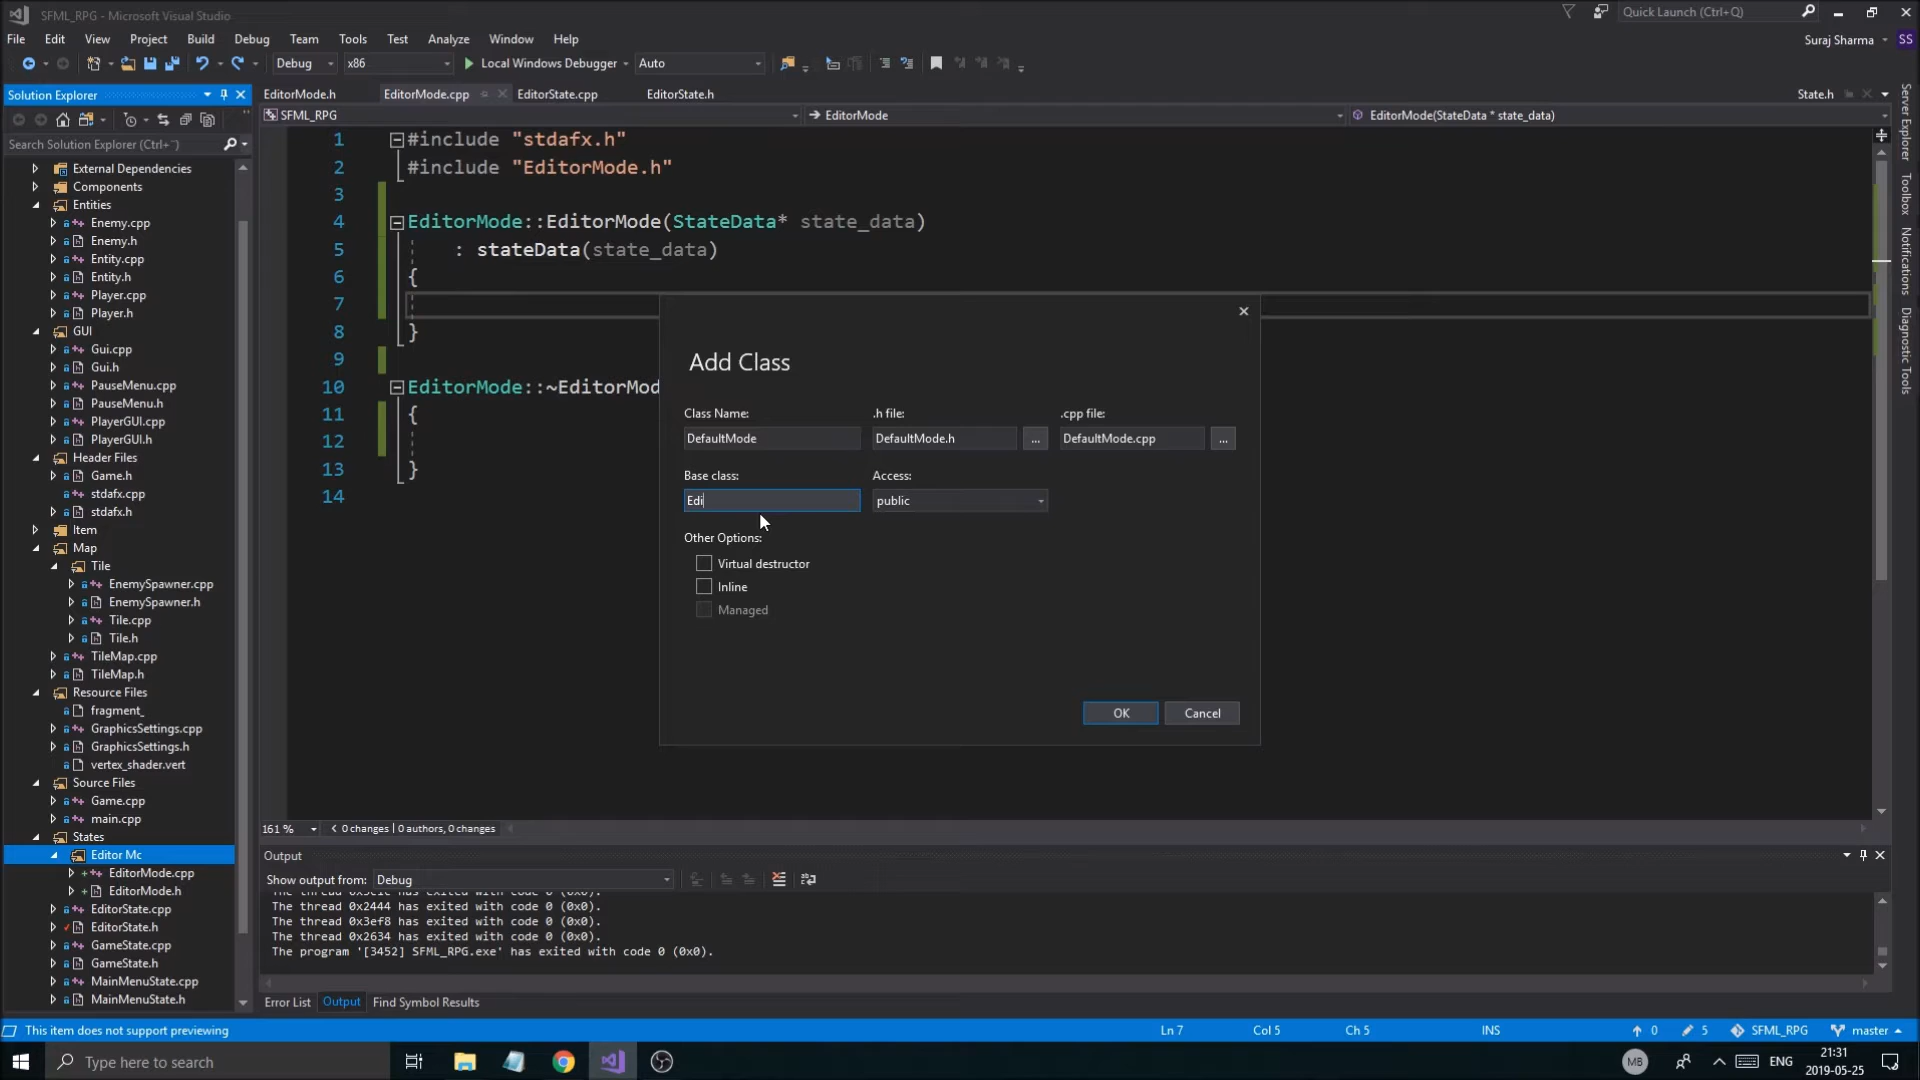 SFML_RPG - Microsoft Visual Studio
Quick Launch (Ctrl+Q)
File Edit View Project Build Debug Team Tools Test Analyze Window Help
Suraj Sharma SS
Debug x86 Local Windows Debugger Auto
Solution Explorer
EditorMode.h EditorMode.cpp EditorState.cpp EditorState.h State.h
SFML_RPG EditorMode EditorMode(StateData * state_data)
Search Solution Explorer (Ctrl+¨)
External Dependencies
Components
Entities
Enemy.cpp
Enemy.h
Entity.cpp
Entity.h
Player.cpp
Player.h
GUI
Gui.cpp
Gui.h
PauseMenu.cpp
PauseMenu.h
PlayerGUI.cpp
PlayerGUI.h
Header Files
Game.h
stdafx.cpp
stdafx.h
Item
Map
Tile
EnemySpawner.cpp
EnemySpawner.h
Tile.cpp
Tile.h
TileMap.cpp
TileMap.h
Resource Files
fragment_
GraphicsSettings.cpp
GraphicsSettings.h
vertex_shader.vert
Source Files
Game.cpp
main.cpp
States
Editor Mc
EditorMode.cpp
EditorMode.h
EditorState.cpp
EditorState.h
GameState.cpp
GameState.h
MainMenuState.cpp
MainMenuState.h
1 #include "stdafx.h"
2 #include "EditorMode.h"
3
4 EditorMode::EditorMode(StateData* state_data)
5 : stateData(state_data)
6 {
7
8 }
9
10 EditorMode::~EditorMod
11 {
12
13 }
14
Add Class
Class Name: .h file: .cpp file:
DefaultMode DefaultMode.h ... DefaultMode.cpp ...
Base class: Access:
Edi public
Other Options:
Virtual destructor
Inline
Managed
OK Cancel
Server Explorer
Toolbox
Notifications
Diagnostic Tools
161 % 0 changes | 0 authors, 0 changes
Output
Show output from: Debug
The thread 0x2444 has exited with code 0 (0x0).
The thread 0x3ef8 has exited with code 0 (0x0).
The thread 0x2634 has exited with code 0 (0x0).
The program '[3452] SFML_RPG.exe' has exited with code 0 (0x0).
Error List Output Find Symbol Results
This item does not support previewing Ln 7 Col 5 Ch 5 INS 0 5 SFML_RPG master
Type here to search
MB ENG 21:31
2019-05-25